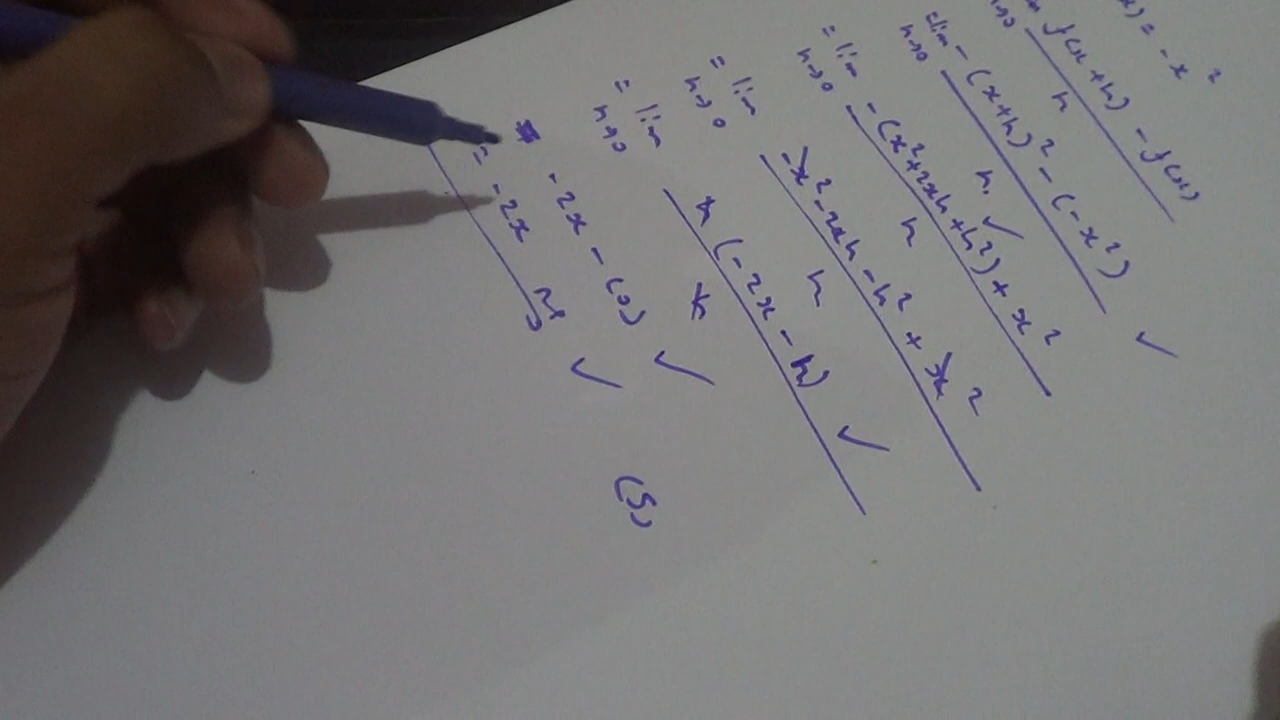 x) = -x²
f(x+h) - f(x)
h→0 h
= lim -(x+h)² - (-x²) ✓
h→0 h. ✓
= lim -(x²+2xh+h²) + x²
h→0 h
= lim -x² - 2xh - h² + x²
h→0 h
= lim h(-2x - h) ✓
h→0 h
-2x - (0) ✓
= -2x ✓
(5)